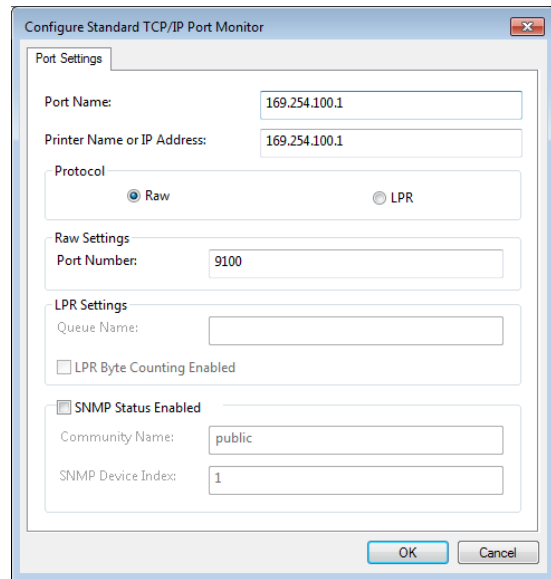 Configure Standard TCP/IP Port Monitor
Port Settings
Port Name: 169.254.100.1
Printer Name or IP Address: 169.254.100.1
Protocol
Raw LPR
Raw Settings
Port Number: 9100
LPR Settings
Queue Name:
LPR Byte Counting Enabled
SNMP Status Enabled
Community Name: public
SNMP Device Index: 1
OK Cancel